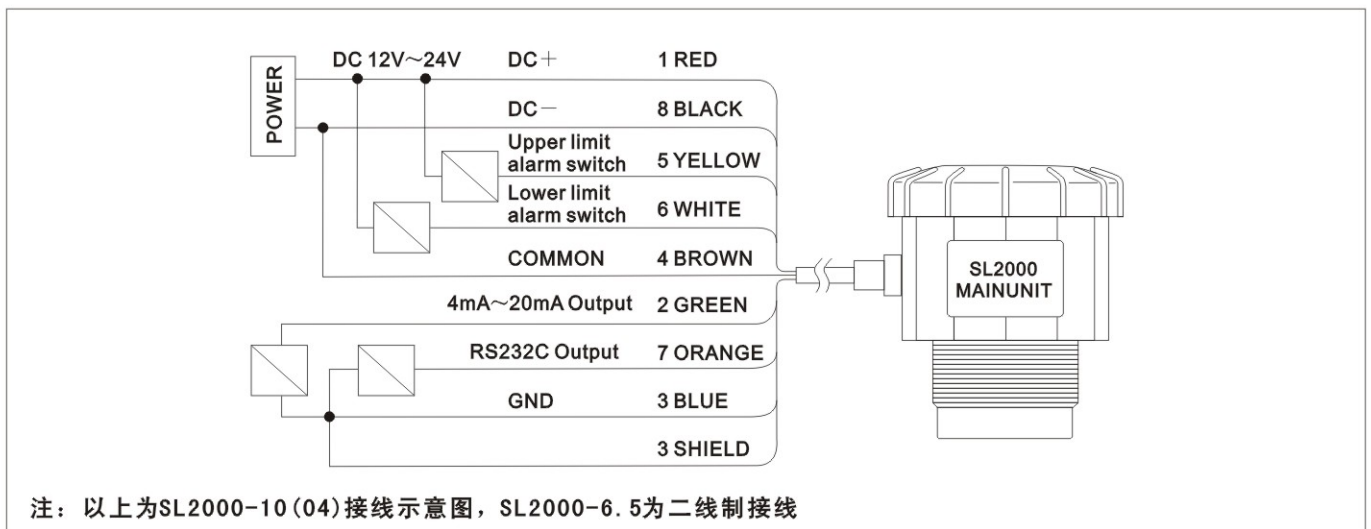 DC 12V～24V DC＋ 1 RED
POWER
DC－ 8 BLACK
Upper limit
alarm switch 5 YELLOW
Lower limit
alarm switch 6 WHITE
COMMON 4 BROWN
SL2000
MAINUNIT
4mA～20mA Output 2 GREEN
RS232C Output 7 ORANGE
GND 3 BLUE
3 SHIELD
注：以上为SL2000-10(04)接线示意图，SL2000-6.5为二线制接线